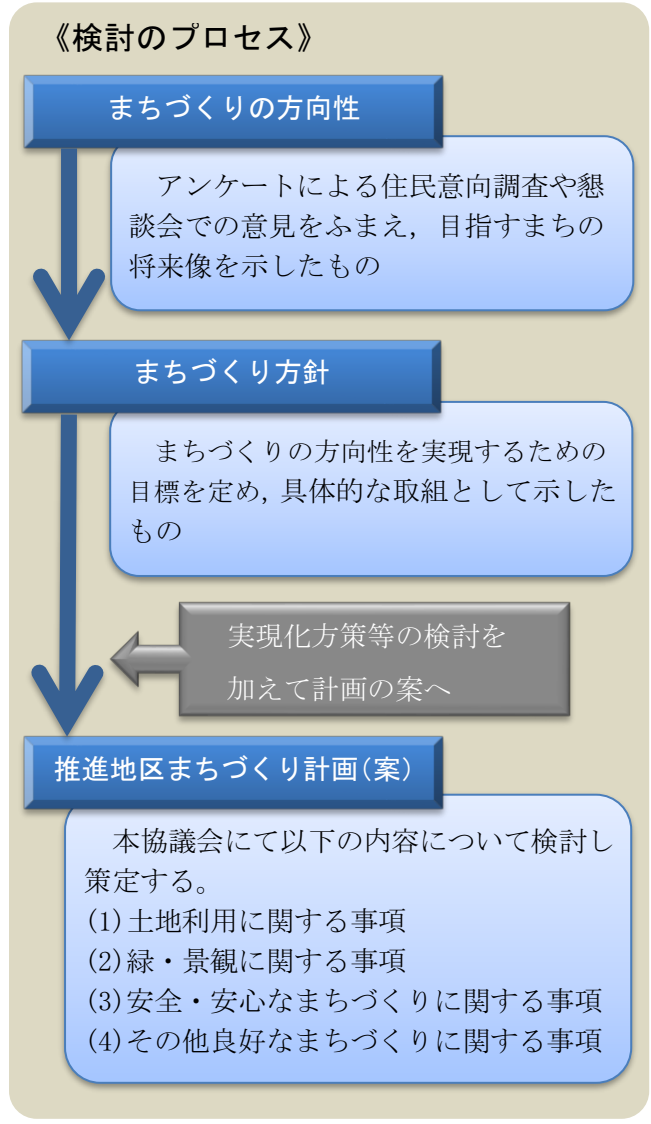 《検討のプロセス》
まちづくりの方向性
アンケートによる住民意向調査や懇
談会での意見をふまえ，目指すまちの
将来像を示したもの
まちづくり方針
まちづくりの方向性を実現するための
目標を定め，具体的な取組として示した
もの
実現化方策等の検討を
加えて計画の案へ
推進地区まちづくり計画(案)
本協議会にて以下の内容について検討し
策定する。
(1)土地利用に関する事項
(2)緑・景観に関する事項
(3)安全・安心なまちづくりに関する事項
(4)その他良好なまちづくりに関する事項